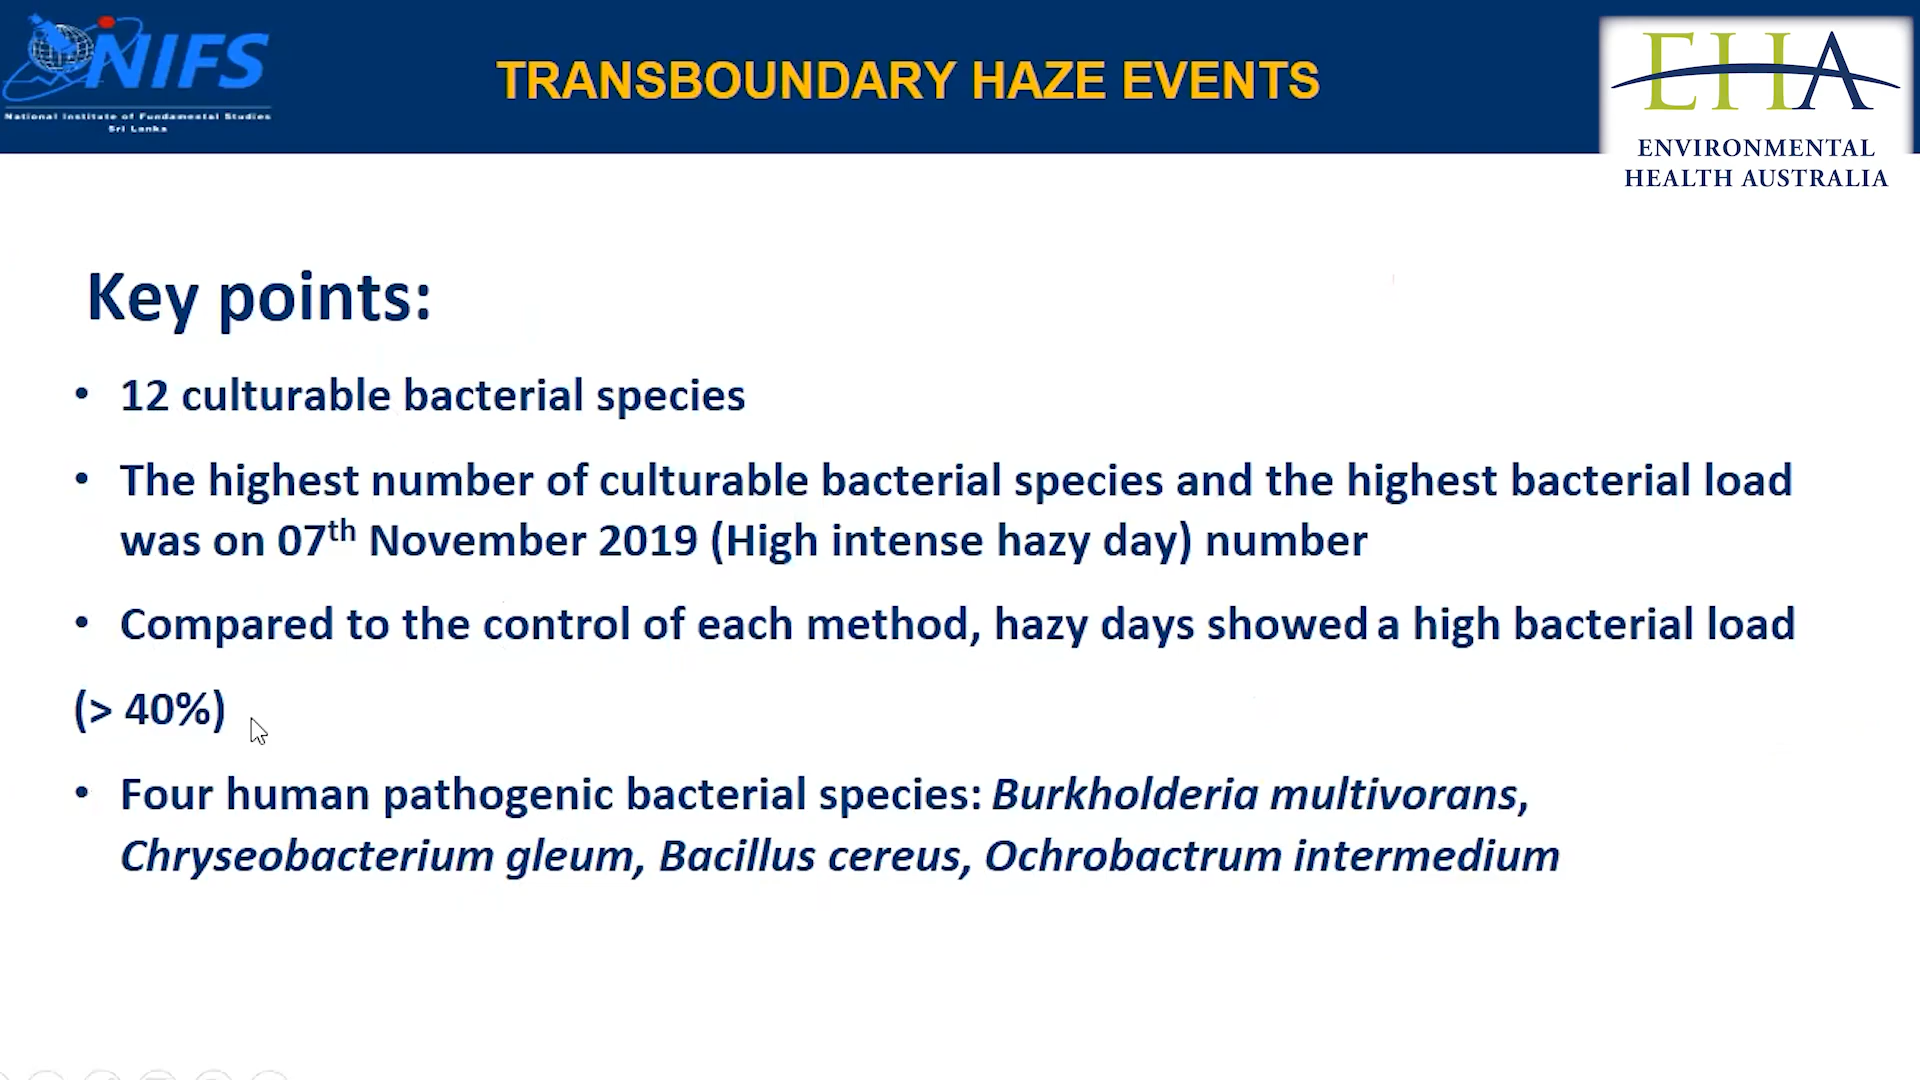 NIFS
National Institute of Fundamental Studies
Sri Lanka
TRANSBOUNDARY HAZE EVENTS
EHA
ENVIRONMENTAL
HEALTH AUSTRALIA
Key points:
• 12 culturable bacterial species
• The highest number of culturable bacterial species and the highest bacterial load
was on 07th November 2019 (High intense hazy day) number
• Compared to the control of each method, hazy days showed a high bacterial load
(> 40%)
• Four human pathogenic bacterial species: Burkholderia multivorans,
Chryseobacterium gleum, Bacillus cereus, Ochrobactrum intermedium